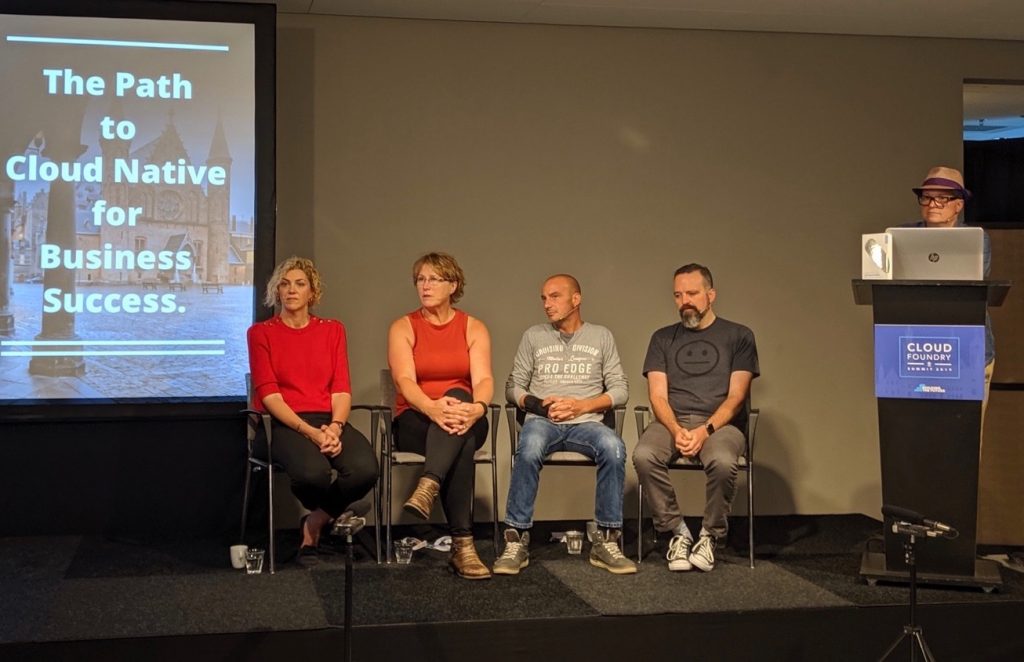 The Path
to
Cloud Native
for
Business
Success.
PRO EDGE
hp
CLOUD
FOUNDRY
SUMMIT 2019